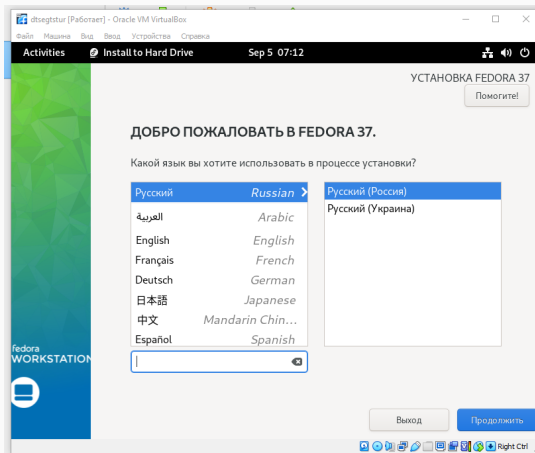 dtsegtstur [Работает] - Oracle VM VirtualBox
Файл Машина Вид Ввод Устройства Справка
Activities Install to Hard Drive Sep 5 07:12
УСТАНОВКА FEDORA 37
Помогите!
ДОБРО ПОЖАЛОВАТЬ В FEDORA 37.
Какой язык вы хотите использовать в процессе установки?
Русский Russian Русский (Россия)
Русский (Украина)
العربية Arabic
English English
Français French
Deutsch German
日本語 Japanese
中文 Mandarin Chin...
Español Spanish
fedora
WORKSTATION
Выход Продолжить
Right Ctrl